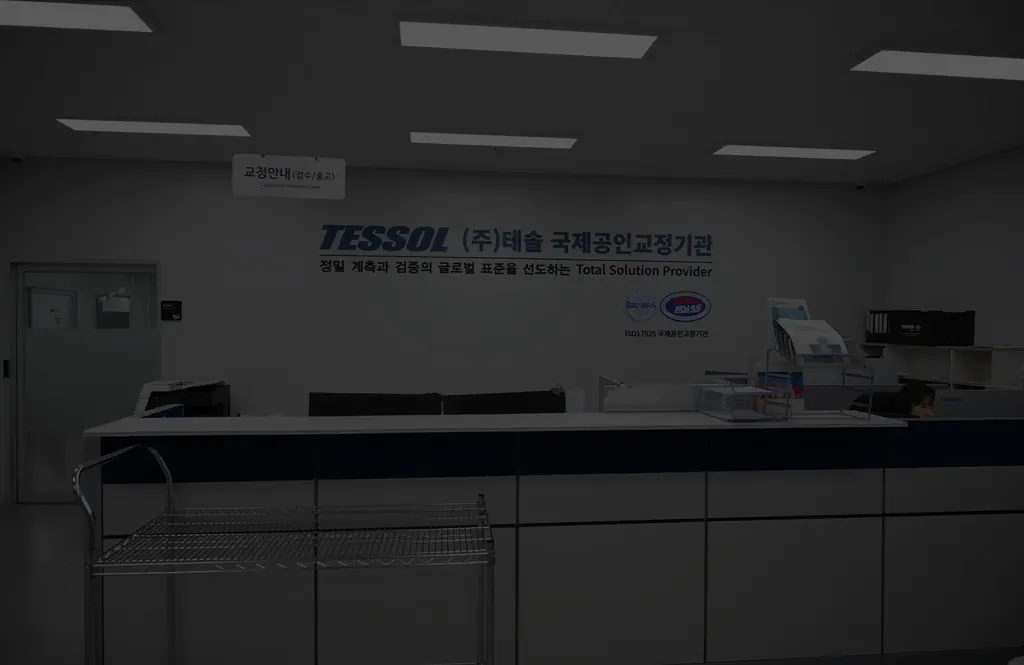 교정안내(접수/출고)
TESSOL (주)테솔 국제공인교정기관
정밀 계측과 검증의 글로벌 표준을 선도하는 Total Solution Provider
KOLAS
ISO17025 국제공인교정기관